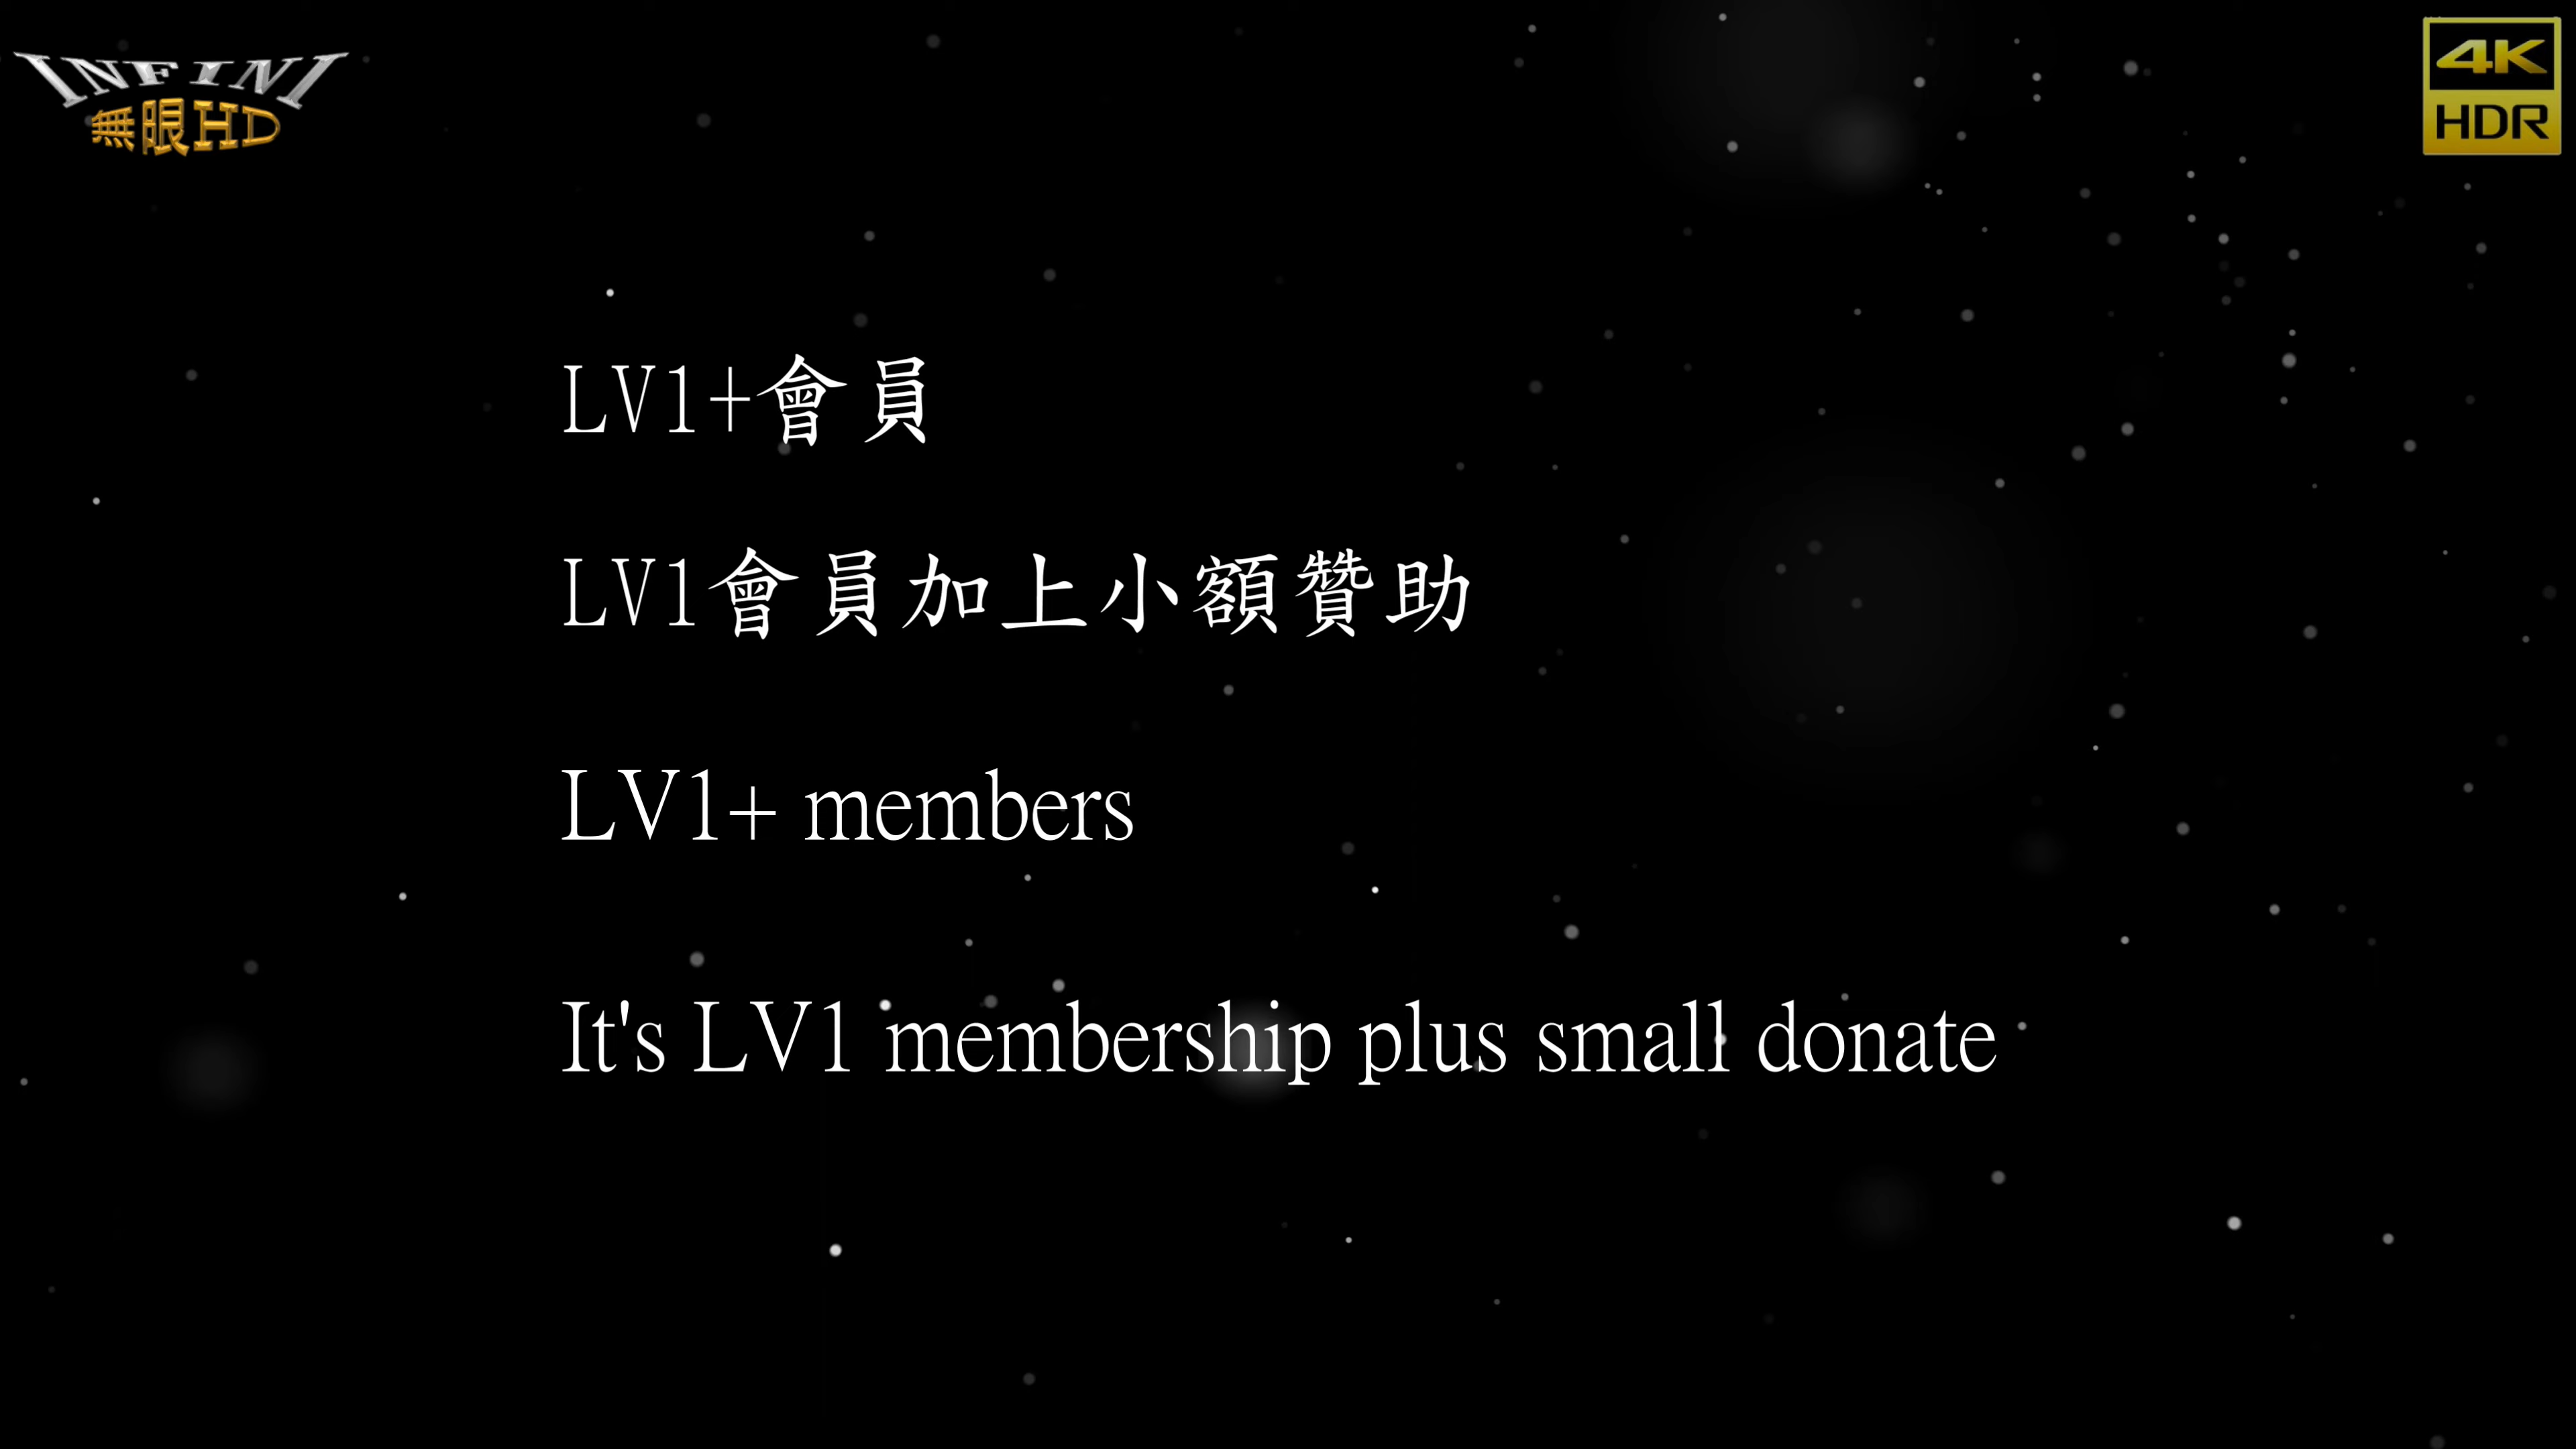 INFINI
無限HD
4K
HDR
LV1+會員
LV1會員加上小額贊助
LV1+ members
It's LV1 membership plus small donate